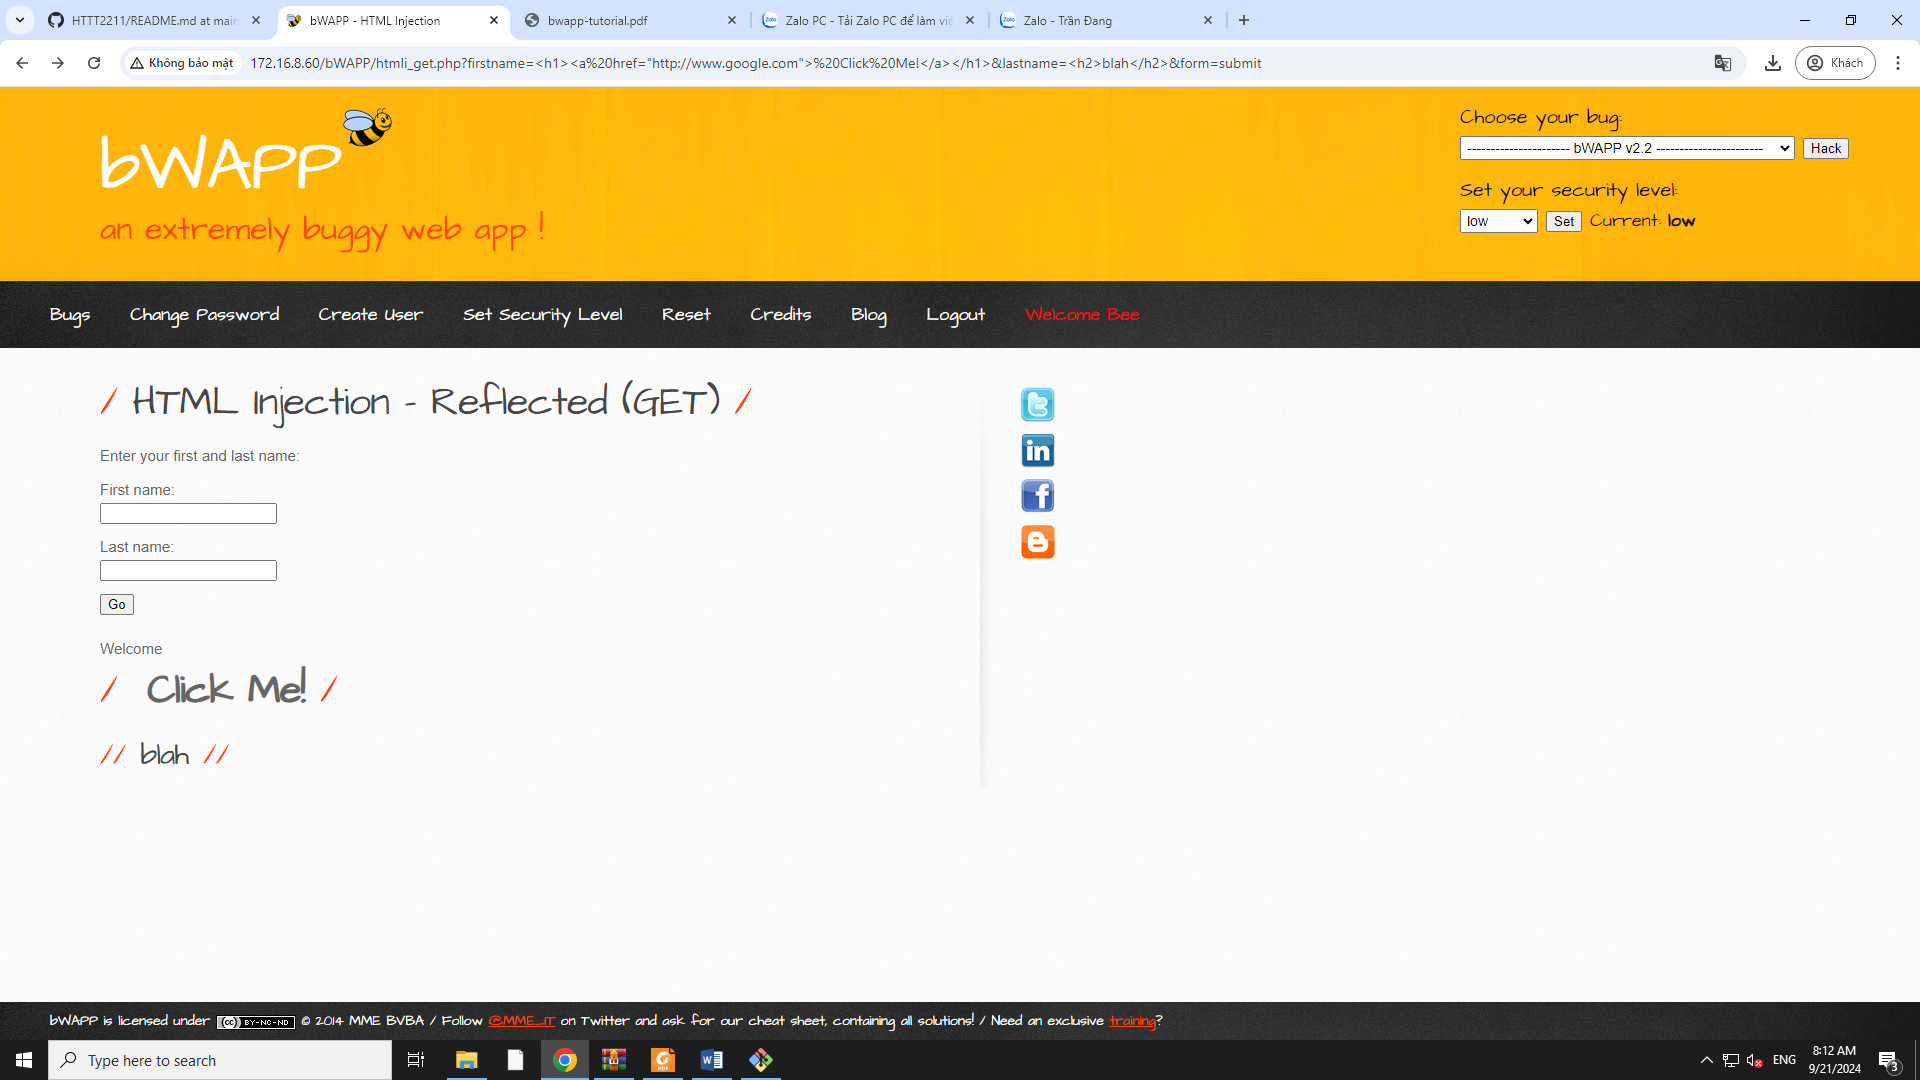 HTTT2211/README.md at main
bWAPP - HTML Injection
bwapp-tutorial.pdf
Zalo PC - Tải Zalo PC để làm việ
Zalo - Trần Đang
Không bảo mật
172.16.8.60/bWAPP/htmli_get.php?firstname=<h1><a%20href="http://www.google.com">%20Click%20Me!</a></h1>&lastname=<h2>blah</h2>&form=submit
Khách
bWAPP
an extremely buggy web app !
Choose your bug:
---------------------- bWAPP v2.2 -----------------------
Hack
Set your security level:
low
Set
Current: low
Bugs
Change Password
Create User
Set Security Level
Reset
Credits
Blog
Logout
Welcome Bee
/ HTML Injection - Reflected (GET) /
Enter your first and last name:
First name:
Last name:
Go
Welcome
/ Click Me! /
// blah //
bWAPP is licensed under (cc) BY-NC-ND © 2014 MME BVBA / Follow @MME_IT on Twitter and ask for our cheat sheet, containing all solutions! / Need an exclusive training?
Type here to search
ENG
8:12 AM
9/21/2024
3